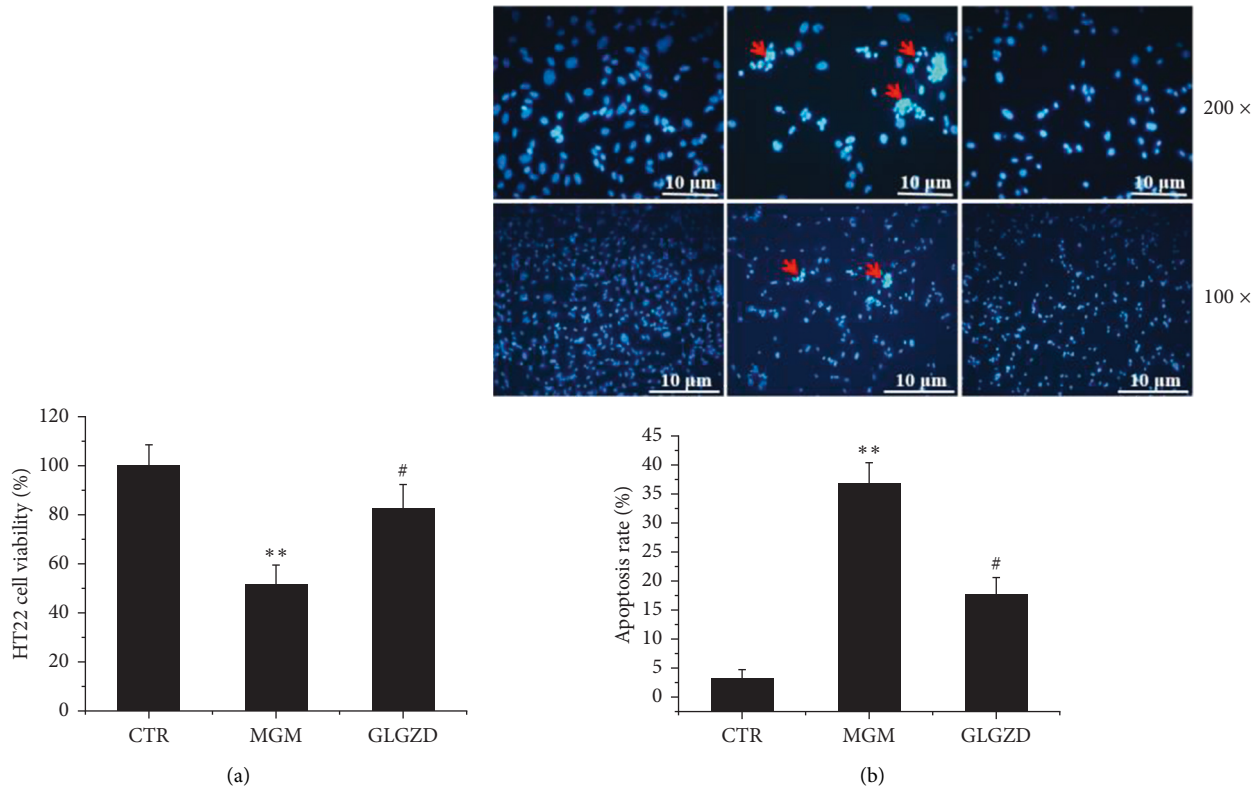 200 ×
10 μm
10 μm
10 μm
100 ×
10 μm
10 μm
10 μm
HT22 cell viability (%)
120
100
80
60
40
20
0
**
#
CTR
MGM
GLGZD
(a)
Apoptosis rate (%)
45
40
35
30
25
20
15
10
5
0
**
#
CTR
MGM
GLGZD
(b)